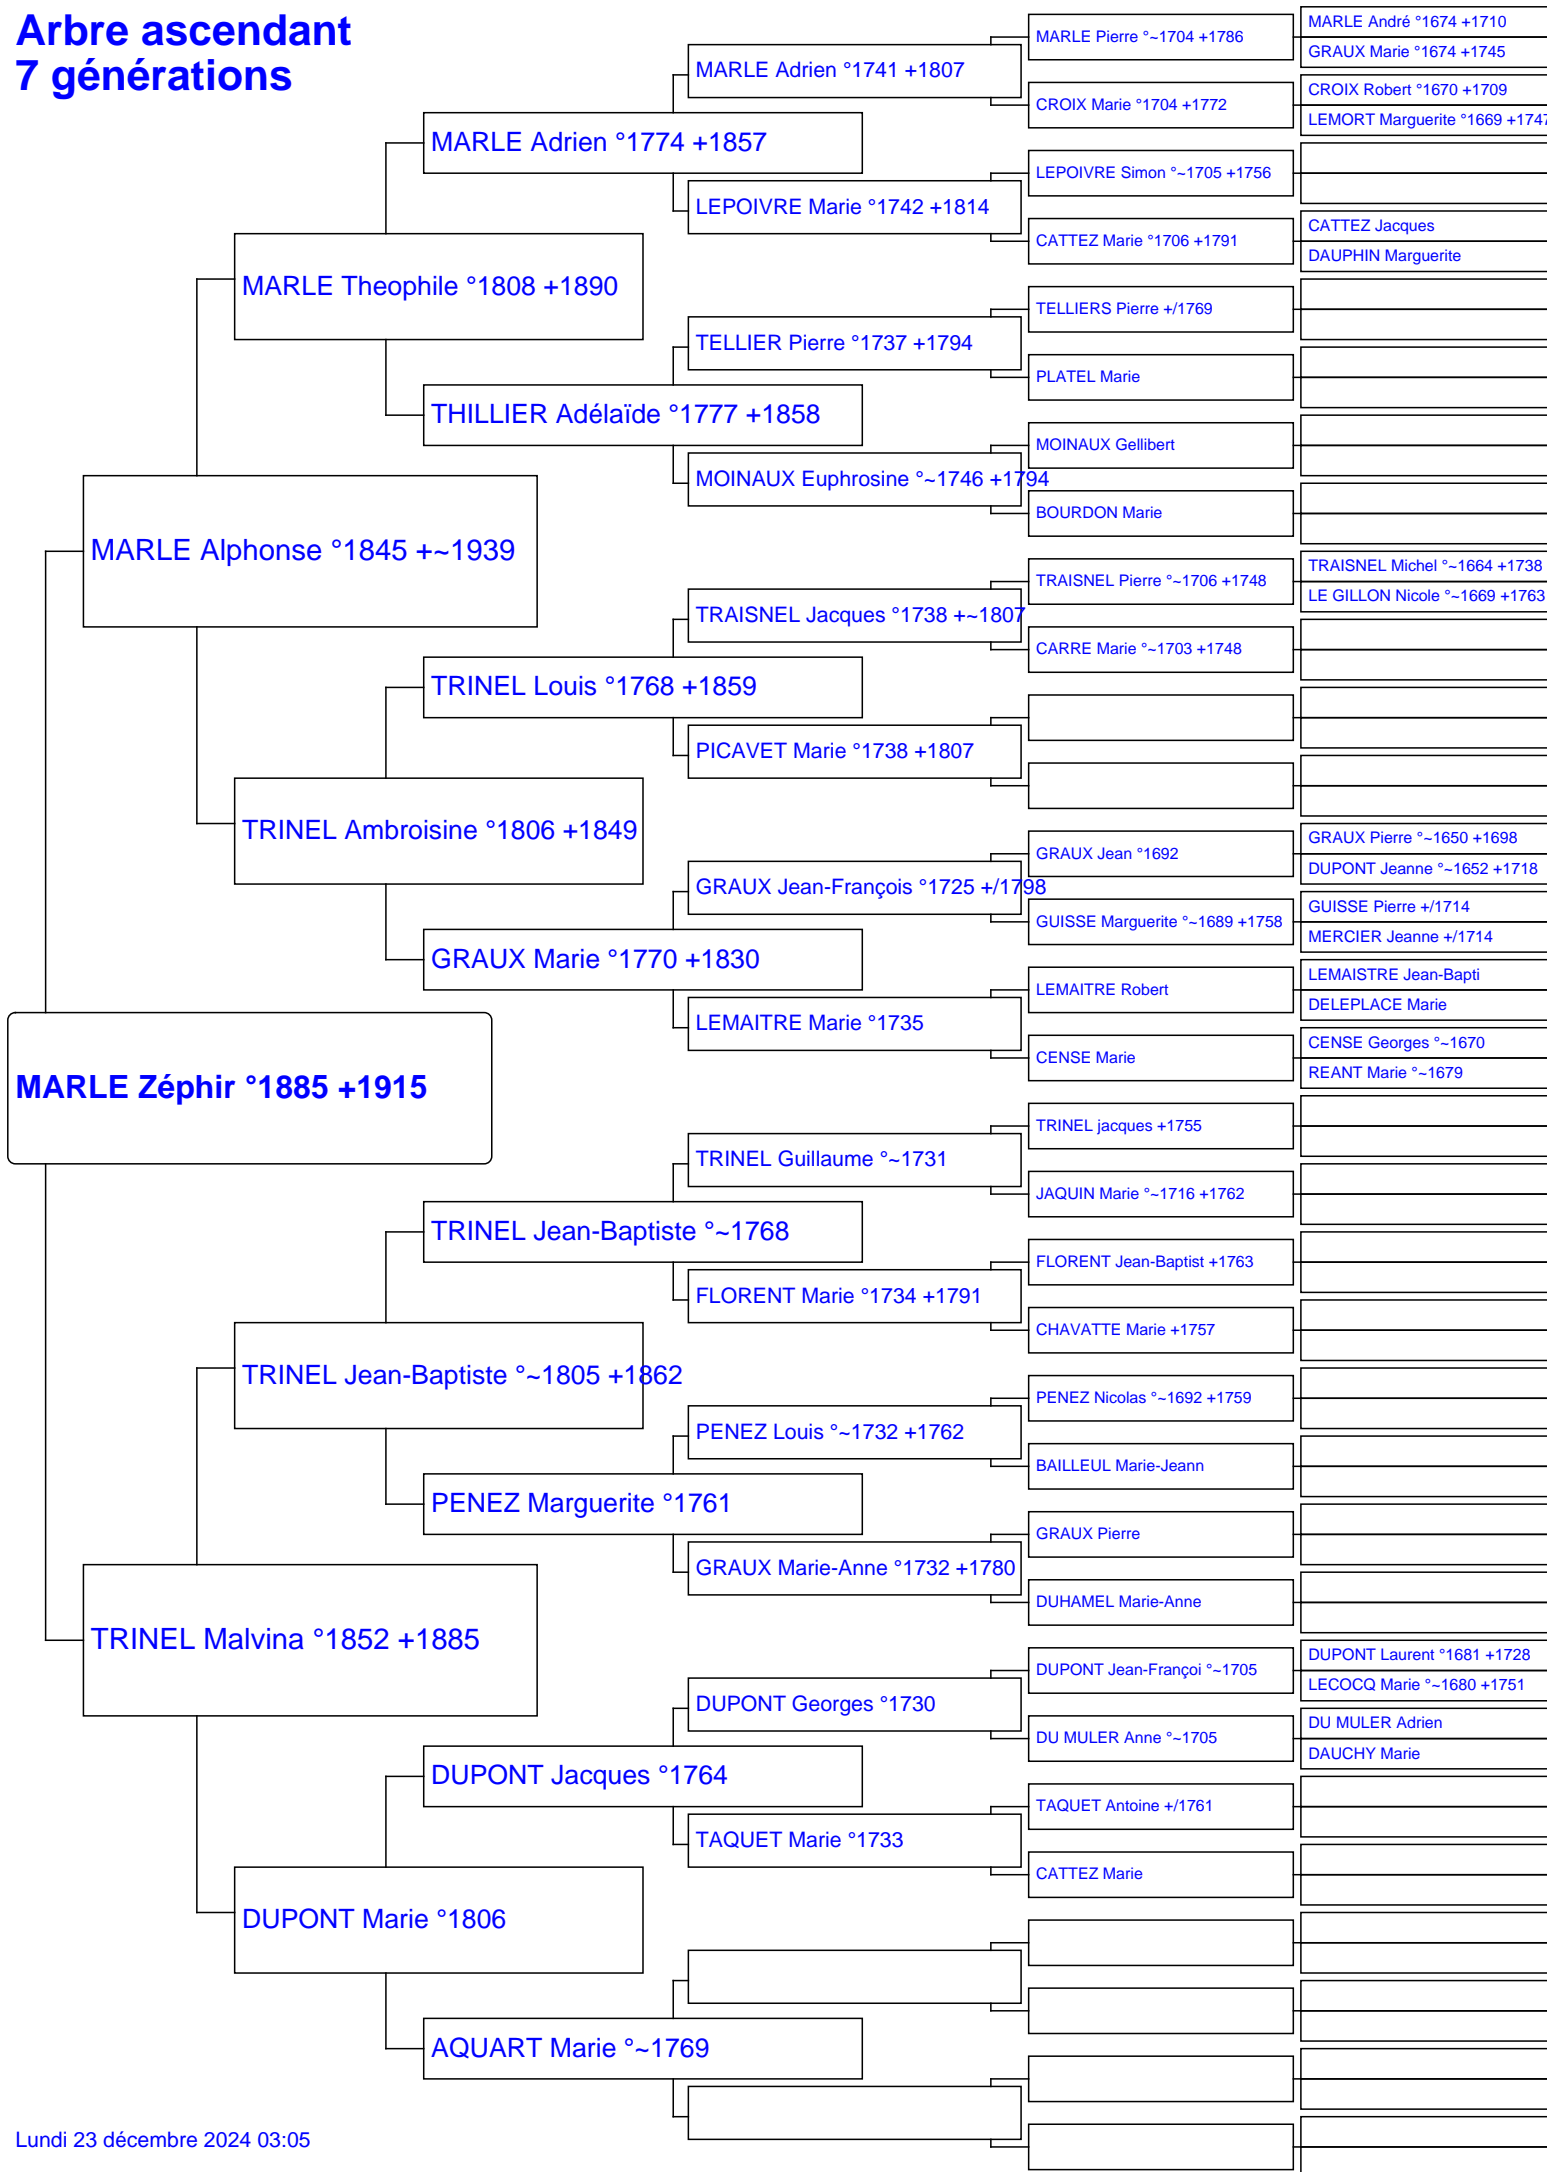 Arbre ascendant
7 générations
MARLE Zéphir °1885 +1915
MARLE Alphonse °1845 +~1939
TRINEL Malvina °1852 +1885
MARLE Theophile °1808 +1890
TRINEL Ambroisine °1806 +1849
TRINEL Jean-Baptiste °~1805 +1862
DUPONT Marie °1806
MARLE Adrien °1774 +1857
THILLIER Adélaïde °1777 +1858
TRINEL Louis °1768 +1859
GRAUX Marie °1770 +1830
TRINEL Jean-Baptiste °~1768
PENEZ Marguerite °1761
DUPONT Jacques °1764
AQUART Marie °~1769
MARLE Adrien °1741 +1807
LEPOIVRE Marie °1742 +1814
TELLIER Pierre °1737 +1794
MOINAUX Euphrosine °~1746 +1794
TRAISNEL Jacques °1738 +~1807
PICAVET Marie °1738 +1807
GRAUX Jean-François °1725 +/1798
LEMAITRE Marie °1735
TRINEL Guillaume °~1731
FLORENT Marie °1734 +1791
PENEZ Louis °~1732 +1762
GRAUX Marie-Anne °1732 +1780
DUPONT Georges °1730
TAQUET Marie °1733
MARLE Pierre °~1704 +1786
CROIX Marie °1704 +1772
LEPOIVRE Simon °~1705 +1756
CATTEZ Marie °1706 +1791
TELLIERS Pierre +/1769
PLATEL Marie
MOINAUX Gellibert
BOURDON Marie
TRAISNEL Pierre °~1706 +1748
CARRE Marie °~1703 +1748
GRAUX Jean °1692
GUISSE Marguerite °~1689 +1758
LEMAITRE Robert
CENSE Marie
TRINEL jacques +1755
JAQUIN Marie °~1716 +1762
FLORENT Jean-Baptist +1763
CHAVATTE Marie +1757
PENEZ Nicolas °~1692 +1759
BAILLEUL Marie-Jeann
GRAUX Pierre
DUHAMEL Marie-Anne
DUPONT Jean-Françoi °~1705
DU MULER Anne °~1705
TAQUET Antoine +/1761
CATTEZ Marie
MARLE André °1674 +1710
GRAUX Marie °1674 +1745
CROIX Robert °1670 +1709
LEMORT Marguerite °1669 +1747
CATTEZ Jacques
DAUPHIN Marguerite
TRAISNEL Michel °~1664 +1738
LE GILLON Nicole °~1669 +1763
GRAUX Pierre °~1650 +1698
DUPONT Jeanne °~1652 +1718
GUISSE Pierre +/1714
MERCIER Jeanne +/1714
LEMAISTRE Jean-Bapti
DELEPLACE Marie
CENSE Georges °~1670
REANT Marie °~1679
DUPONT Laurent °1681 +1728
LECOCQ Marie °~1680 +1751
DU MULER Adrien
DAUCHY Marie
Lundi 23 décembre 2024 03:05